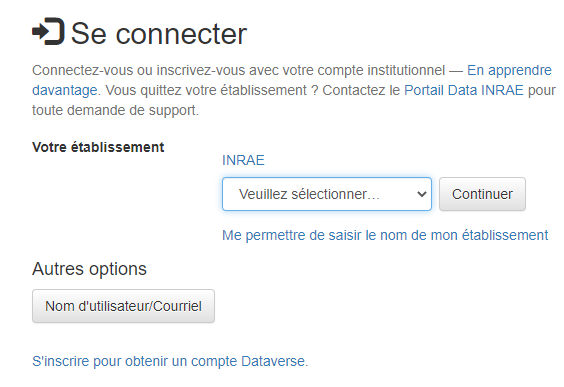 Se connecter
Connectez-vous ou inscrivez-vous avec votre compte institutionnel — En apprendre
davantage. Vous quittez votre établissement ? Contactez le Portail Data INRAE pour
toute demande de support.
Votre établissement
INRAE
Veuillez sélectionner… Continuer
Me permettre de saisir le nom de mon établissement
Autres options
Nom d'utilisateur/Courriel
S'inscrire pour obtenir un compte Dataverse.